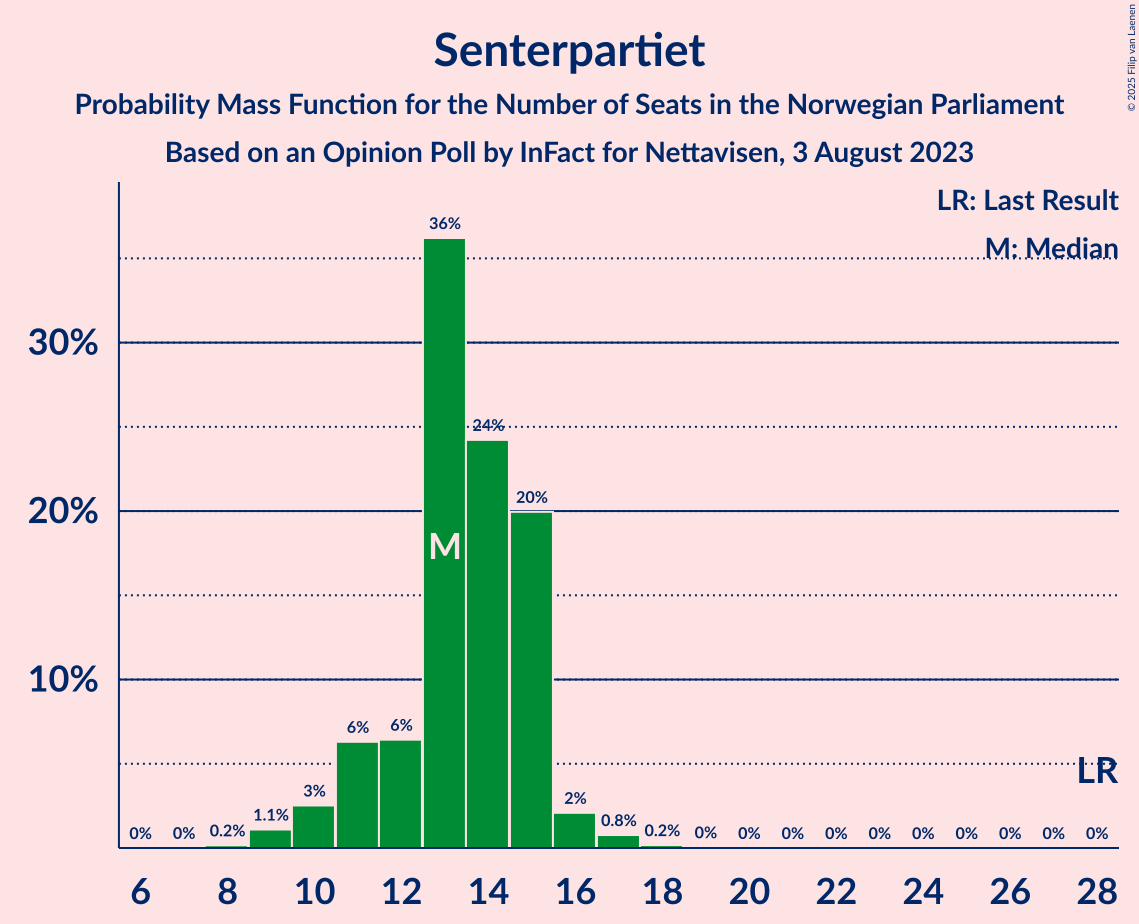 Senterpartiet
Probability Mass Function for the Number of Seats in the Norwegian Parliament
Based on an Opinion Poll by InFact for Nettavisen, 3 August 2023
© 2025 Filip van Laenen
LR: Last Result
M: Median
30%
20%
10%
0% 0% 0.2% 1.1% 3% 6% 6% 36% 24% 20% 2% 0.8% 0.2% 0% 0% 0% 0% 0% 0% 0% 0% 0% 0%
M
LR
6 8 10 12 14 16 18 20 22 24 26 28